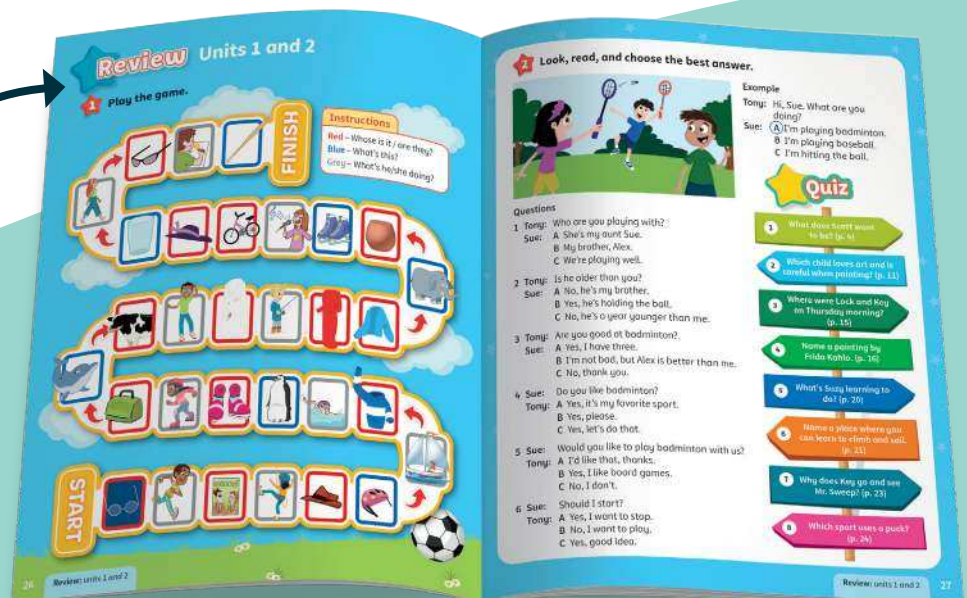 Review Units 1 and 2
1 Play the game.
Instructions
Red – Whose is it / are they?
Blue – What's this?
Grey – What's he/she doing?
FINISH
START
26
Review: units 1 and 2
2 Look, read, and choose the best answer.
Example
Tony: Hi, Sue. What are you
doing?
Sue: A I'm playing badminton.
B I'm playing baseball.
C I'm hitting the ball.
Questions
1 Tony: Who are you playing with?
Sue: A She's my aunt Sue.
B My brother, Alex.
C We're playing well.
2 Tony: Is he older than you?
Sue: A No, he's my brother.
B Yes, he's holding the ball.
C No, he's a year younger than me.
3 Tony: Are you good at badminton?
Sue: A Yes, I have three.
B I'm not bad, but Alex is better than me.
C No, thank you.
4 Sue: Do you like badminton?
Tony: A Yes, it's my favorite sport.
B Yes, please.
C Yes, let's do that.
5 Sue: Would you like to play badminton with us?
Tony: A I'd like that, thanks.
B Yes, I like board games.
C No, I don't.
6 Sue: Should I start?
Tony: A Yes, I want to stop.
B No, I want to play.
C Yes, good idea.
Quiz
1 What does Scott want
to be? (p. 4)
2 Which child loves art and is
careful when painting? (p. 11)
3 Where were Lock and Key
on Thursday morning?
(p. 15)
4 Name a painting by
Frida Kahlo. (p. 16)
5 What's Suzy learning to
do? (p. 20)
6 Name a place where you
can learn to climb and sail.
(p. 21)
7 Why does Key go and see
Mr. Sweep? (p. 23)
8 Which sport uses a puck?
(p. 24)
Review: units 1 and 2
27